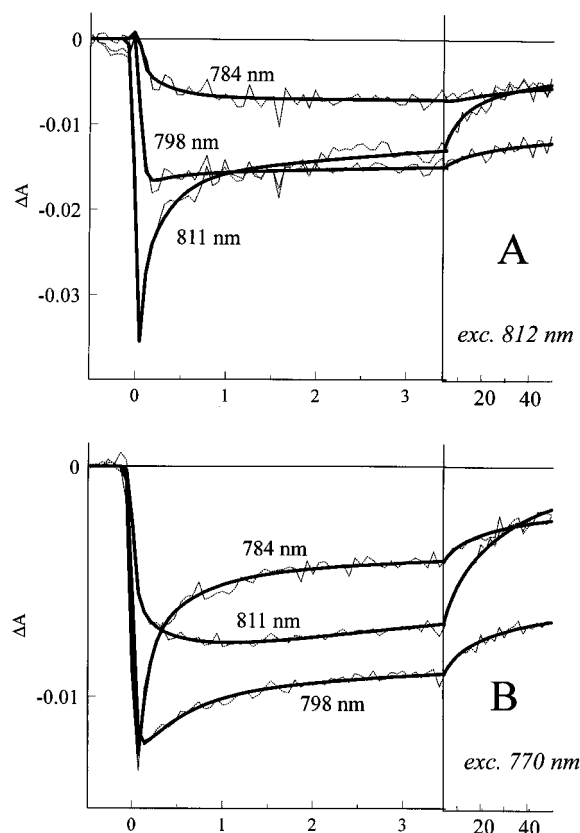 0
784 nm
-0.01
798 nm
ΔA
-0.02
811 nm
A
-0.03
exc. 812 nm
0 1 2 3 20 40
0
784 nm
ΔA
811 nm
798 nm
-0.01
B
exc. 770 nm
0 1 2 3 20 40